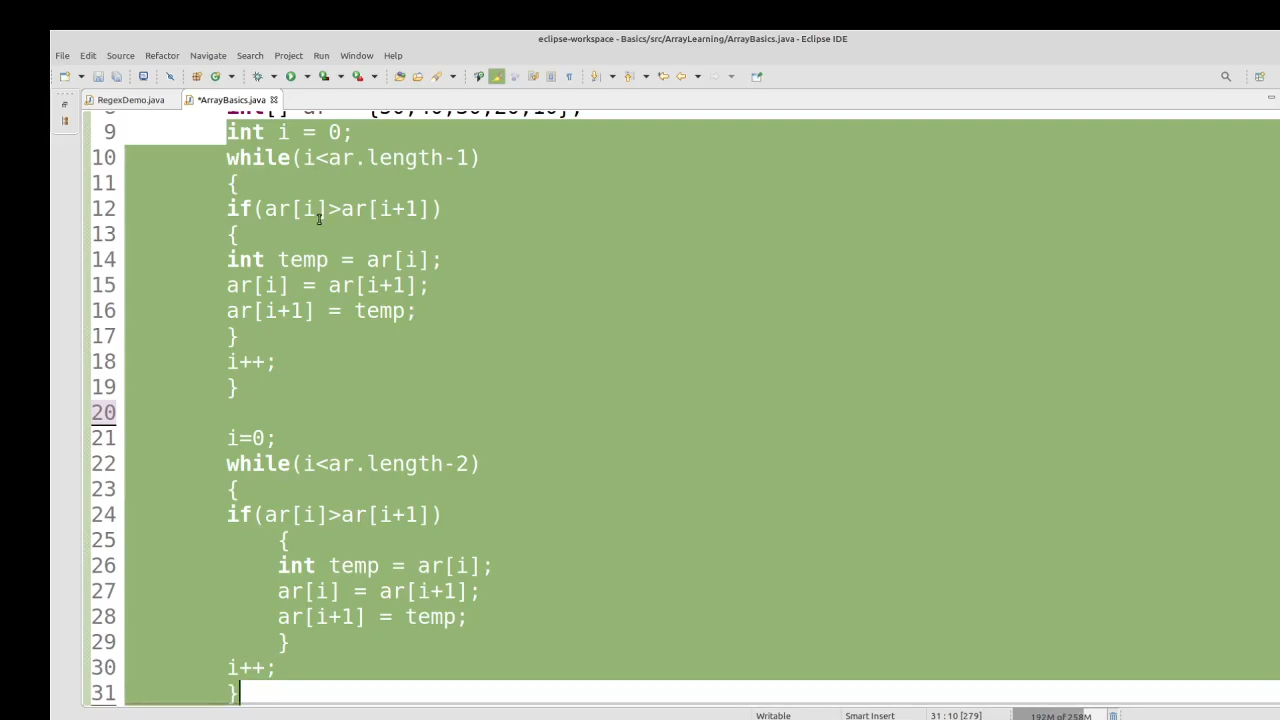 eclipse-workspace - Basics/src/ArrayLearning/ArrayBasics.java - Eclipse IDE
File Edit Source Refactor Navigate Search Project Run Window Help
RegexDemo.java *ArrayBasics.java
9 int i = 0;
10 while(i<ar.length-1)
11 {
12 if(ar[i]>ar[i+1])
13 {
14 int temp = ar[i];
15 ar[i] = ar[i+1];
16 ar[i+1] = temp;
17 }
18 i++;
19 }
20
21 i=0;
22 while(i<ar.length-2)
23 {
24 if(ar[i]>ar[i+1])
25 {
26 int temp = ar[i];
27 ar[i] = ar[i+1];
28 ar[i+1] = temp;
29 }
30 i++;
31 }
Writable Smart Insert 31 : 10 [279] 192M of 258M